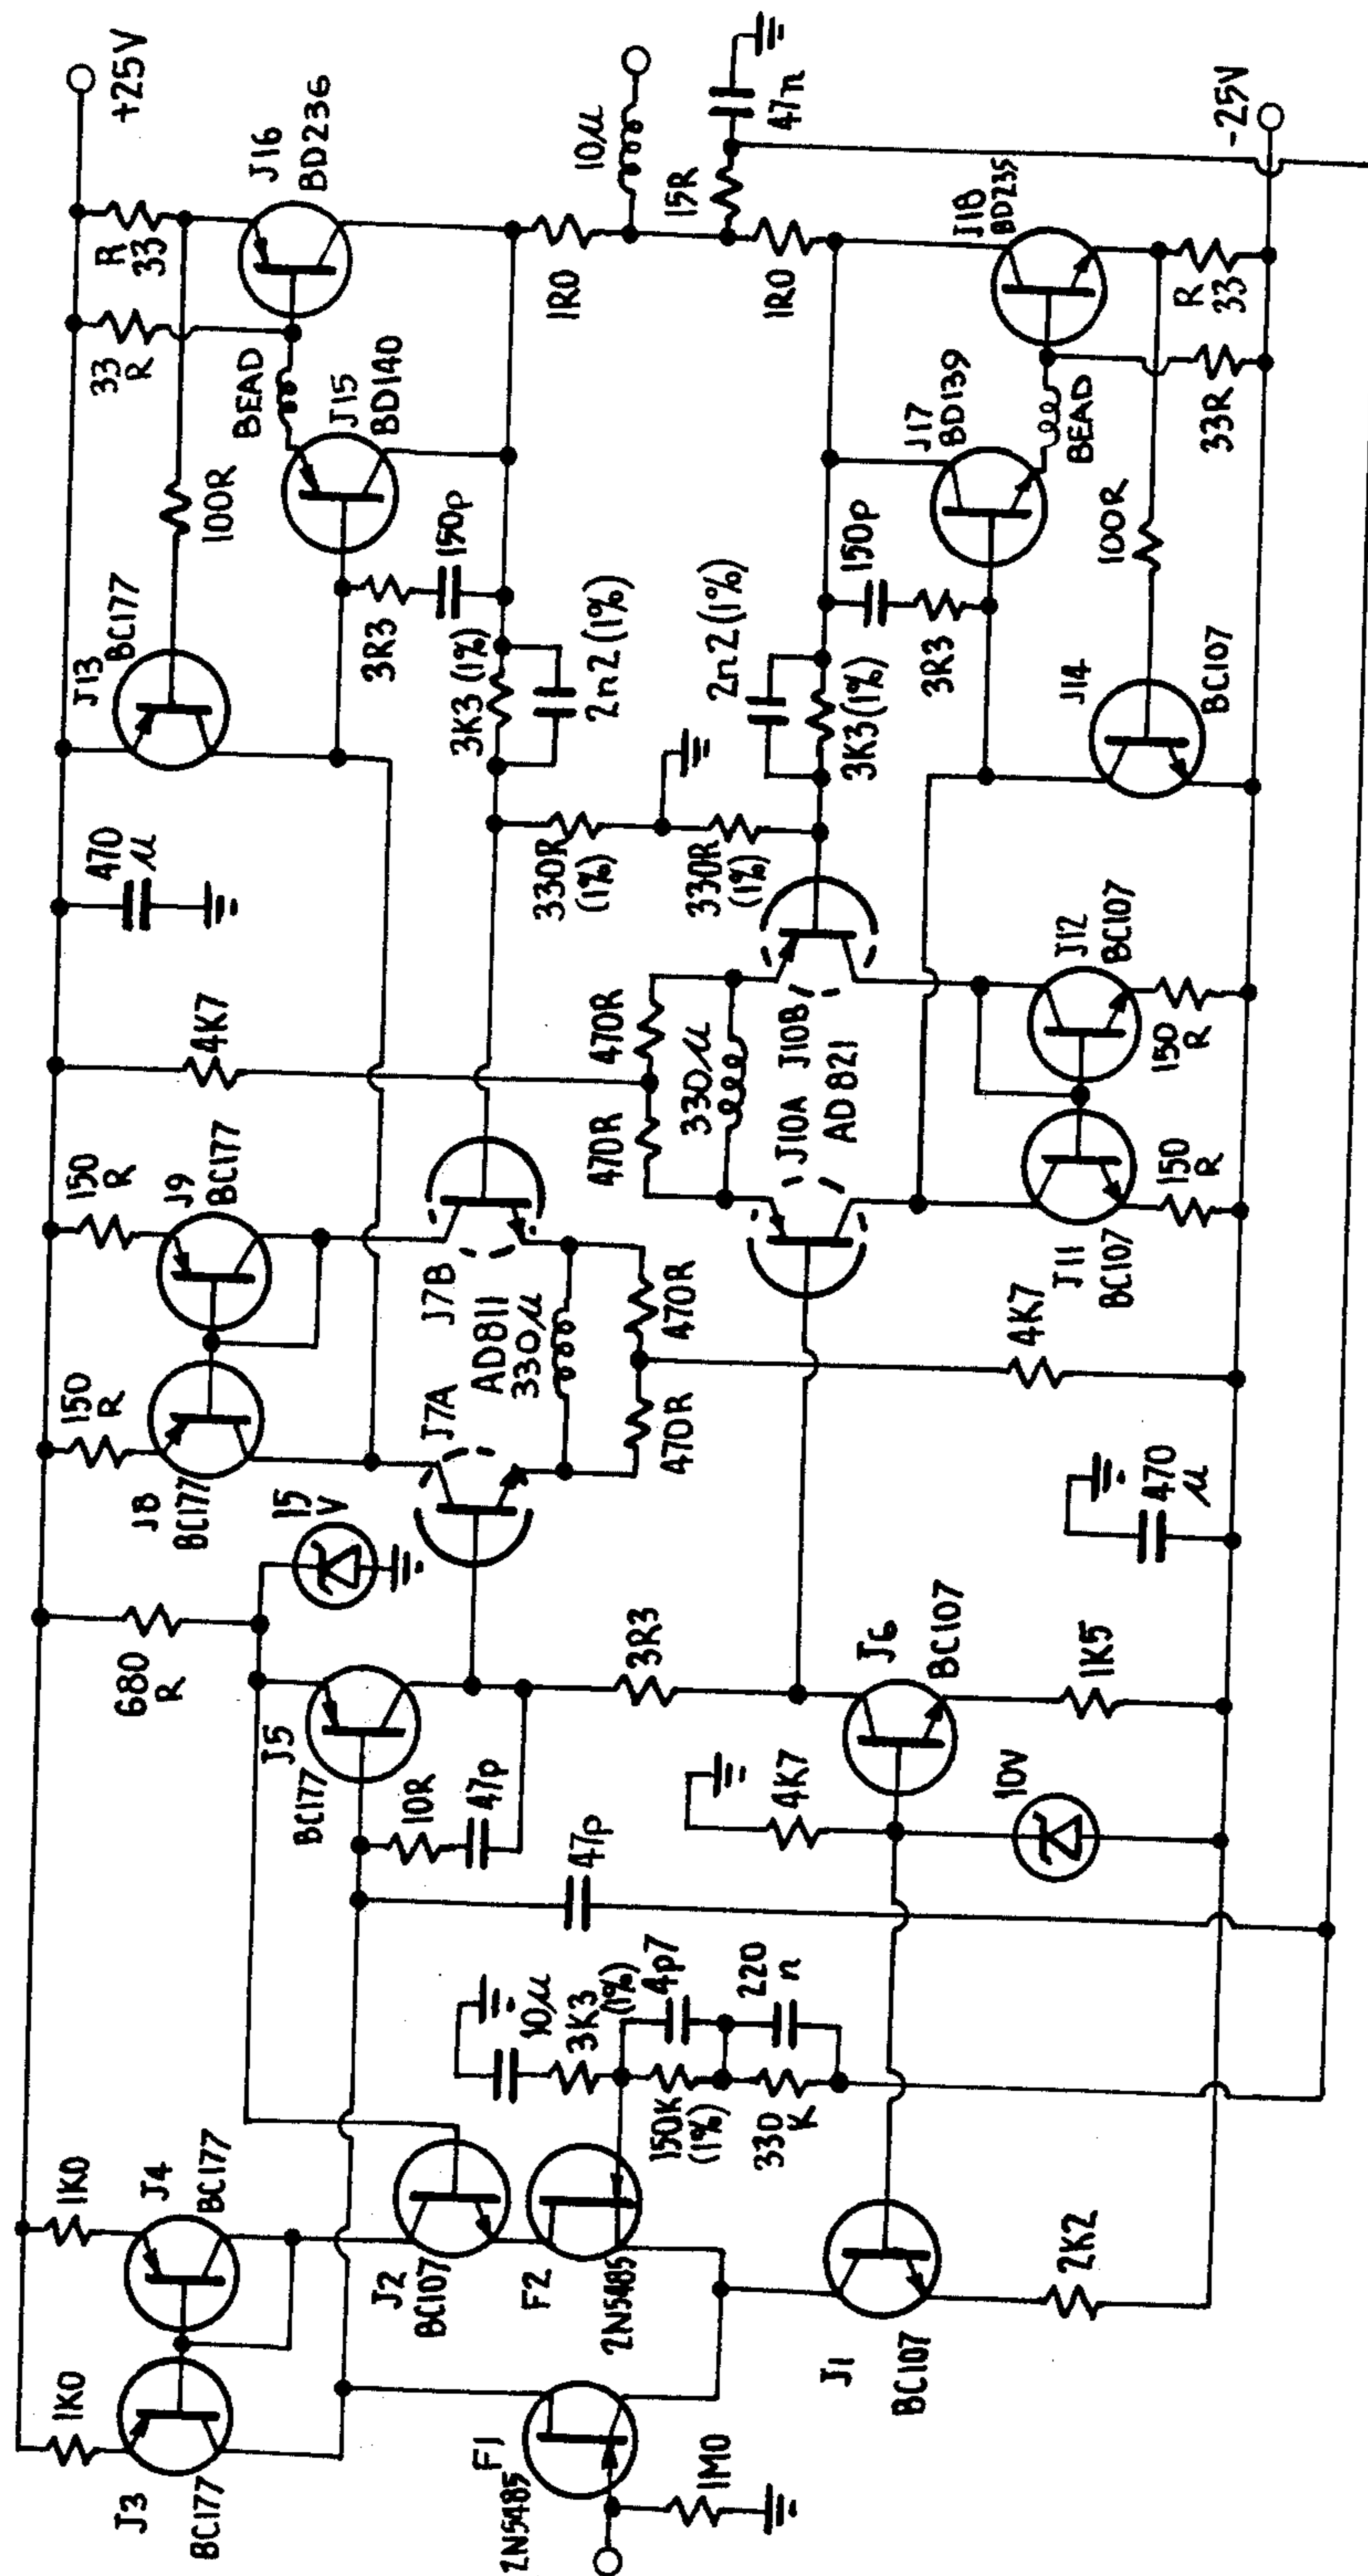 J3
BC177
1K0
1K0
J4
BC177
F1
2N5485
1M0
J2
BC107
F2
2N5485
J1
BC107
2K2
10µ
3K3
(1%)
4p7
150K
(1%)
220
n
330
K
47p
680
R
15
V
J5
BC177
10R
47p
3R3
4K7
10V
J6
BC107
1K5
J8
BC177
150
R
150
R
J9
BC177
J7A
J7B
AD811
330µ
470R
470R
470
µ
4K7
4K7
470R
470R
330µ
J10A
J10B
AD821
J11
BC107
150
R
J12
BC107
150
R
470
µ
J13
BC177
100R
330R
(1%)
330R
(1%)
3K3 (1%)
2n2 (1%)
2n2 (1%)
3K3 (1%)
3R3
150p
150p
3R3
J14
BC107
100R
J15
BD140
BEAD
33
R
R
33
J16
BD236
+25V
1R0
1R0
10µ
15R
47n
J17
BD139
BEAD
33R
J18
BD235
R
33
-25V